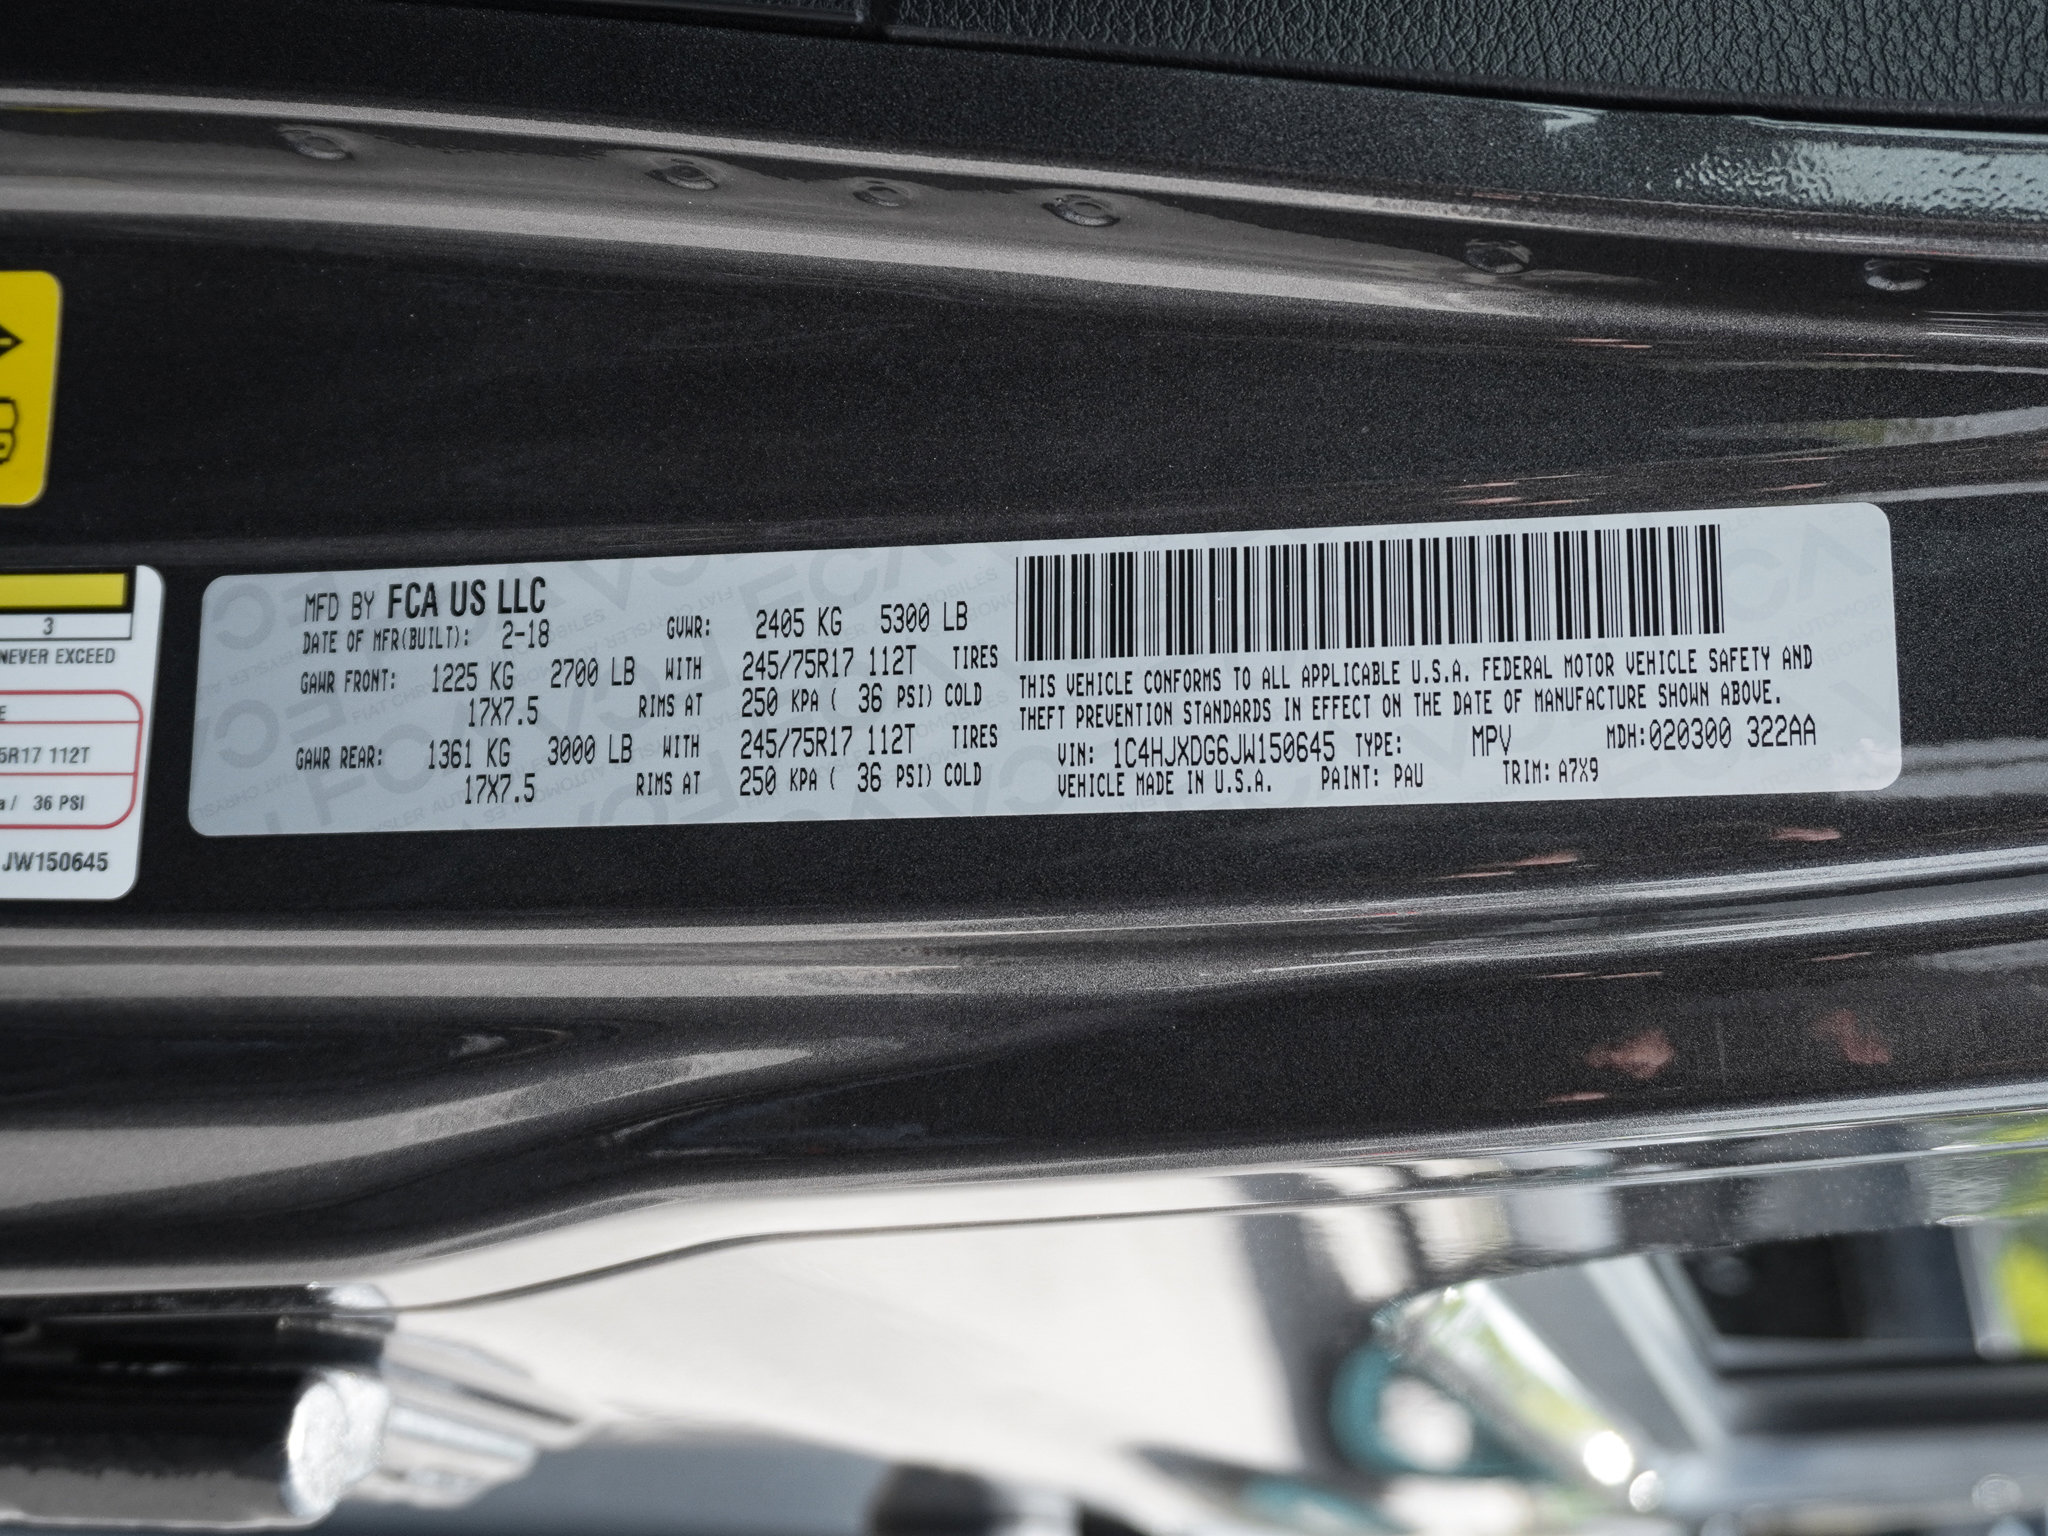 MFD BY FCA US LLC
DATE OF MFR(BUILT): 2-18 GVWR: 2405 KG 5300 LB
GAWR FRONT: 1225 KG 2700 LB WITH 245/75R17 112T TIRES
17X7.5 RIMS AT 250 KPA ( 36 PSI) COLD
GAWR REAR: 1361 KG 3000 LB WITH 245/75R17 112T TIRES
17X7.5 RIMS AT 250 KPA ( 36 PSI) COLD
THIS VEHICLE CONFORMS TO ALL APPLICABLE U.S.A. FEDERAL MOTOR VEHICLE SAFETY AND
THEFT PREVENTION STANDARDS IN EFFECT ON THE DATE OF MANUFACTURE SHOWN ABOVE.
VIN: 1C4HJXDG6JW150645 TYPE: MPV MDH:020300 322AA
VEHICLE MADE IN U.S.A. PAINT: PAU TRIM: A7X9
3
NEVER EXCEED
E
5R17 112T
a / 36 PSI
JW150645